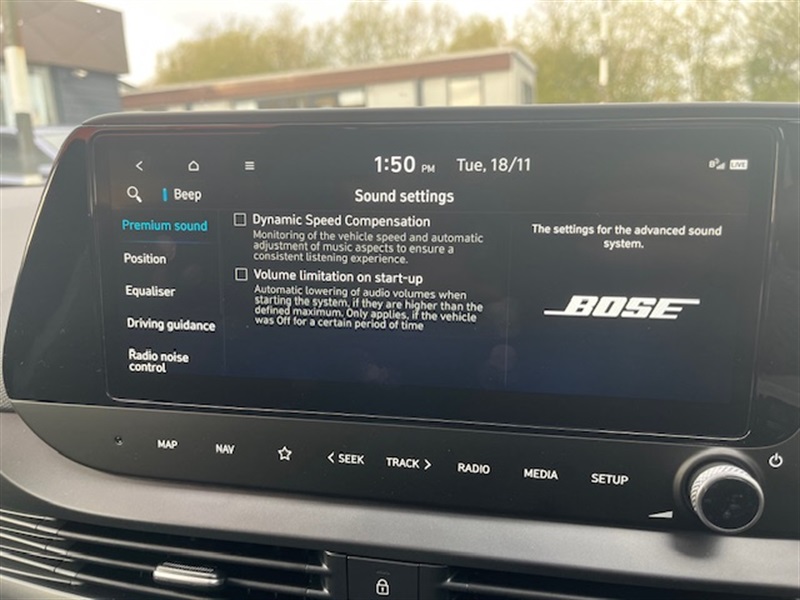 1:50 PM Tue, 18/11
LIVE
Beep
Sound settings
Premium sound
Position
Equaliser
Driving guidance
Radio noise
control
Dynamic Speed Compensation
Monitoring of the vehicle speed and automatic
adjustment of music aspects to ensure a
consistent listening experience.
Volume limitation on start-up
Automatic lowering of audio volumes when
starting the system, if they are higher than the
defined maximum. Only applies, if the vehicle
was Off for a certain period of time
The settings for the advanced sound
system.
BOSE
MAP NAV < SEEK TRACK > RADIO MEDIA SETUP